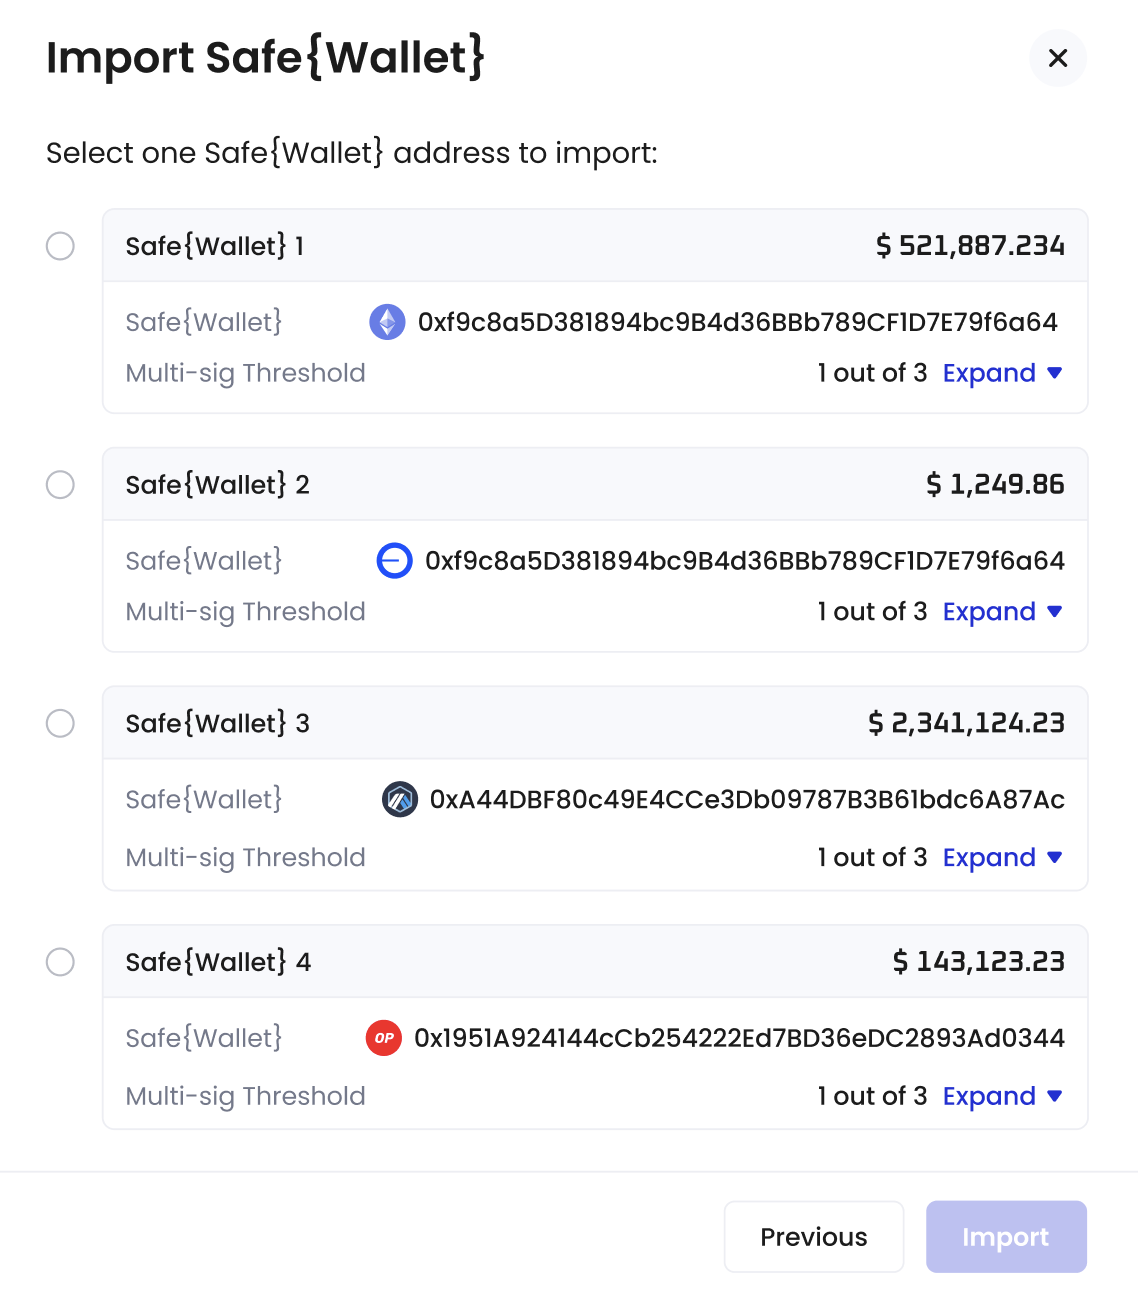 Import Safe{Wallet}
Select one Safe{Wallet} address to import:
Safe{Wallet} 1 $ 521,887.234
Safe{Wallet} 0xf9c8a5D381894bc9B4d36BBb789CF1D7E79f6a64
Multi-sig Threshold 1 out of 3 Expand
Safe{Wallet} 2 $ 1,249.86
Safe{Wallet} 0xf9c8a5D381894bc9B4d36BBb789CF1D7E79f6a64
Multi-sig Threshold 1 out of 3 Expand
Safe{Wallet} 3 $ 2,341,124.23
Safe{Wallet} 0xA44DBF80c49E4CCe3Db09787B3B61bdc6A87Ac
Multi-sig Threshold 1 out of 3 Expand
Safe{Wallet} 4 $ 143,123.23
Safe{Wallet} OP 0x1951A924144cCb254222Ed7BD36eDC2893Ad0344
Multi-sig Threshold 1 out of 3 Expand
Previous Import